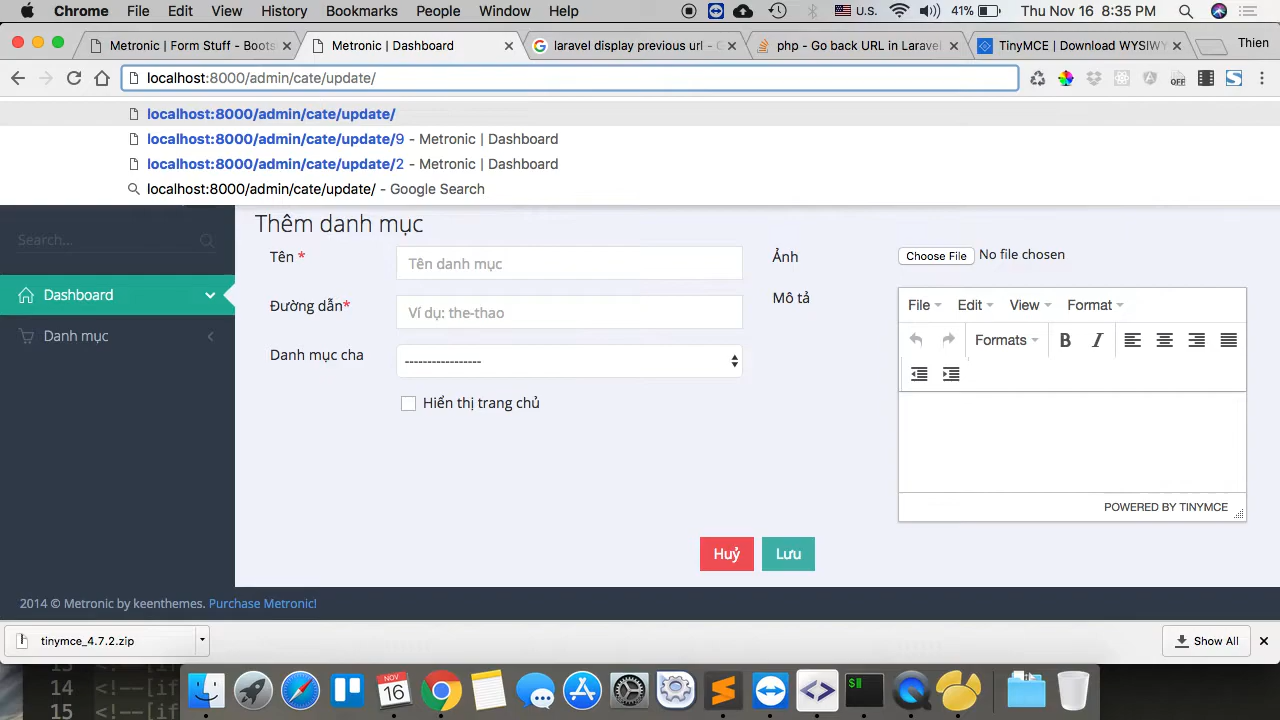 Chrome File Edit View History Bookmarks People Window Help U.S. 41% Thu Nov 16 8:35 PM
Metronic | Form Stuff - Boots Metronic | Dashboard laravel display previous url - G php - Go back URL in Laravel TinyMCE | Download WYSIWY Thien
localhost:8000/admin/cate/update/ OFF
localhost:8000/admin/cate/update/
localhost:8000/admin/cate/update/9 - Metronic | Dashboard
localhost:8000/admin/cate/update/2 - Metronic | Dashboard
localhost:8000/admin/cate/update/ - Google Search
Search...
Dashboard
Danh mục
Thêm danh mục
Tên *
Tên danh mục
Đường dẫn*
Ví dụ: the-thao
Danh mục cha
-----------------
Hiển thị trang chủ
Ảnh
Choose File No file chosen
Mô tả
File Edit View Format
Formats B I
POWERED BY TINYMCE
Huỷ Lưu
2014 © Metronic by keenthemes. Purchase Metronic!
tinymce_4.7.2.zip Show All
14 <!--[if
15 <!--[if
NOV
16